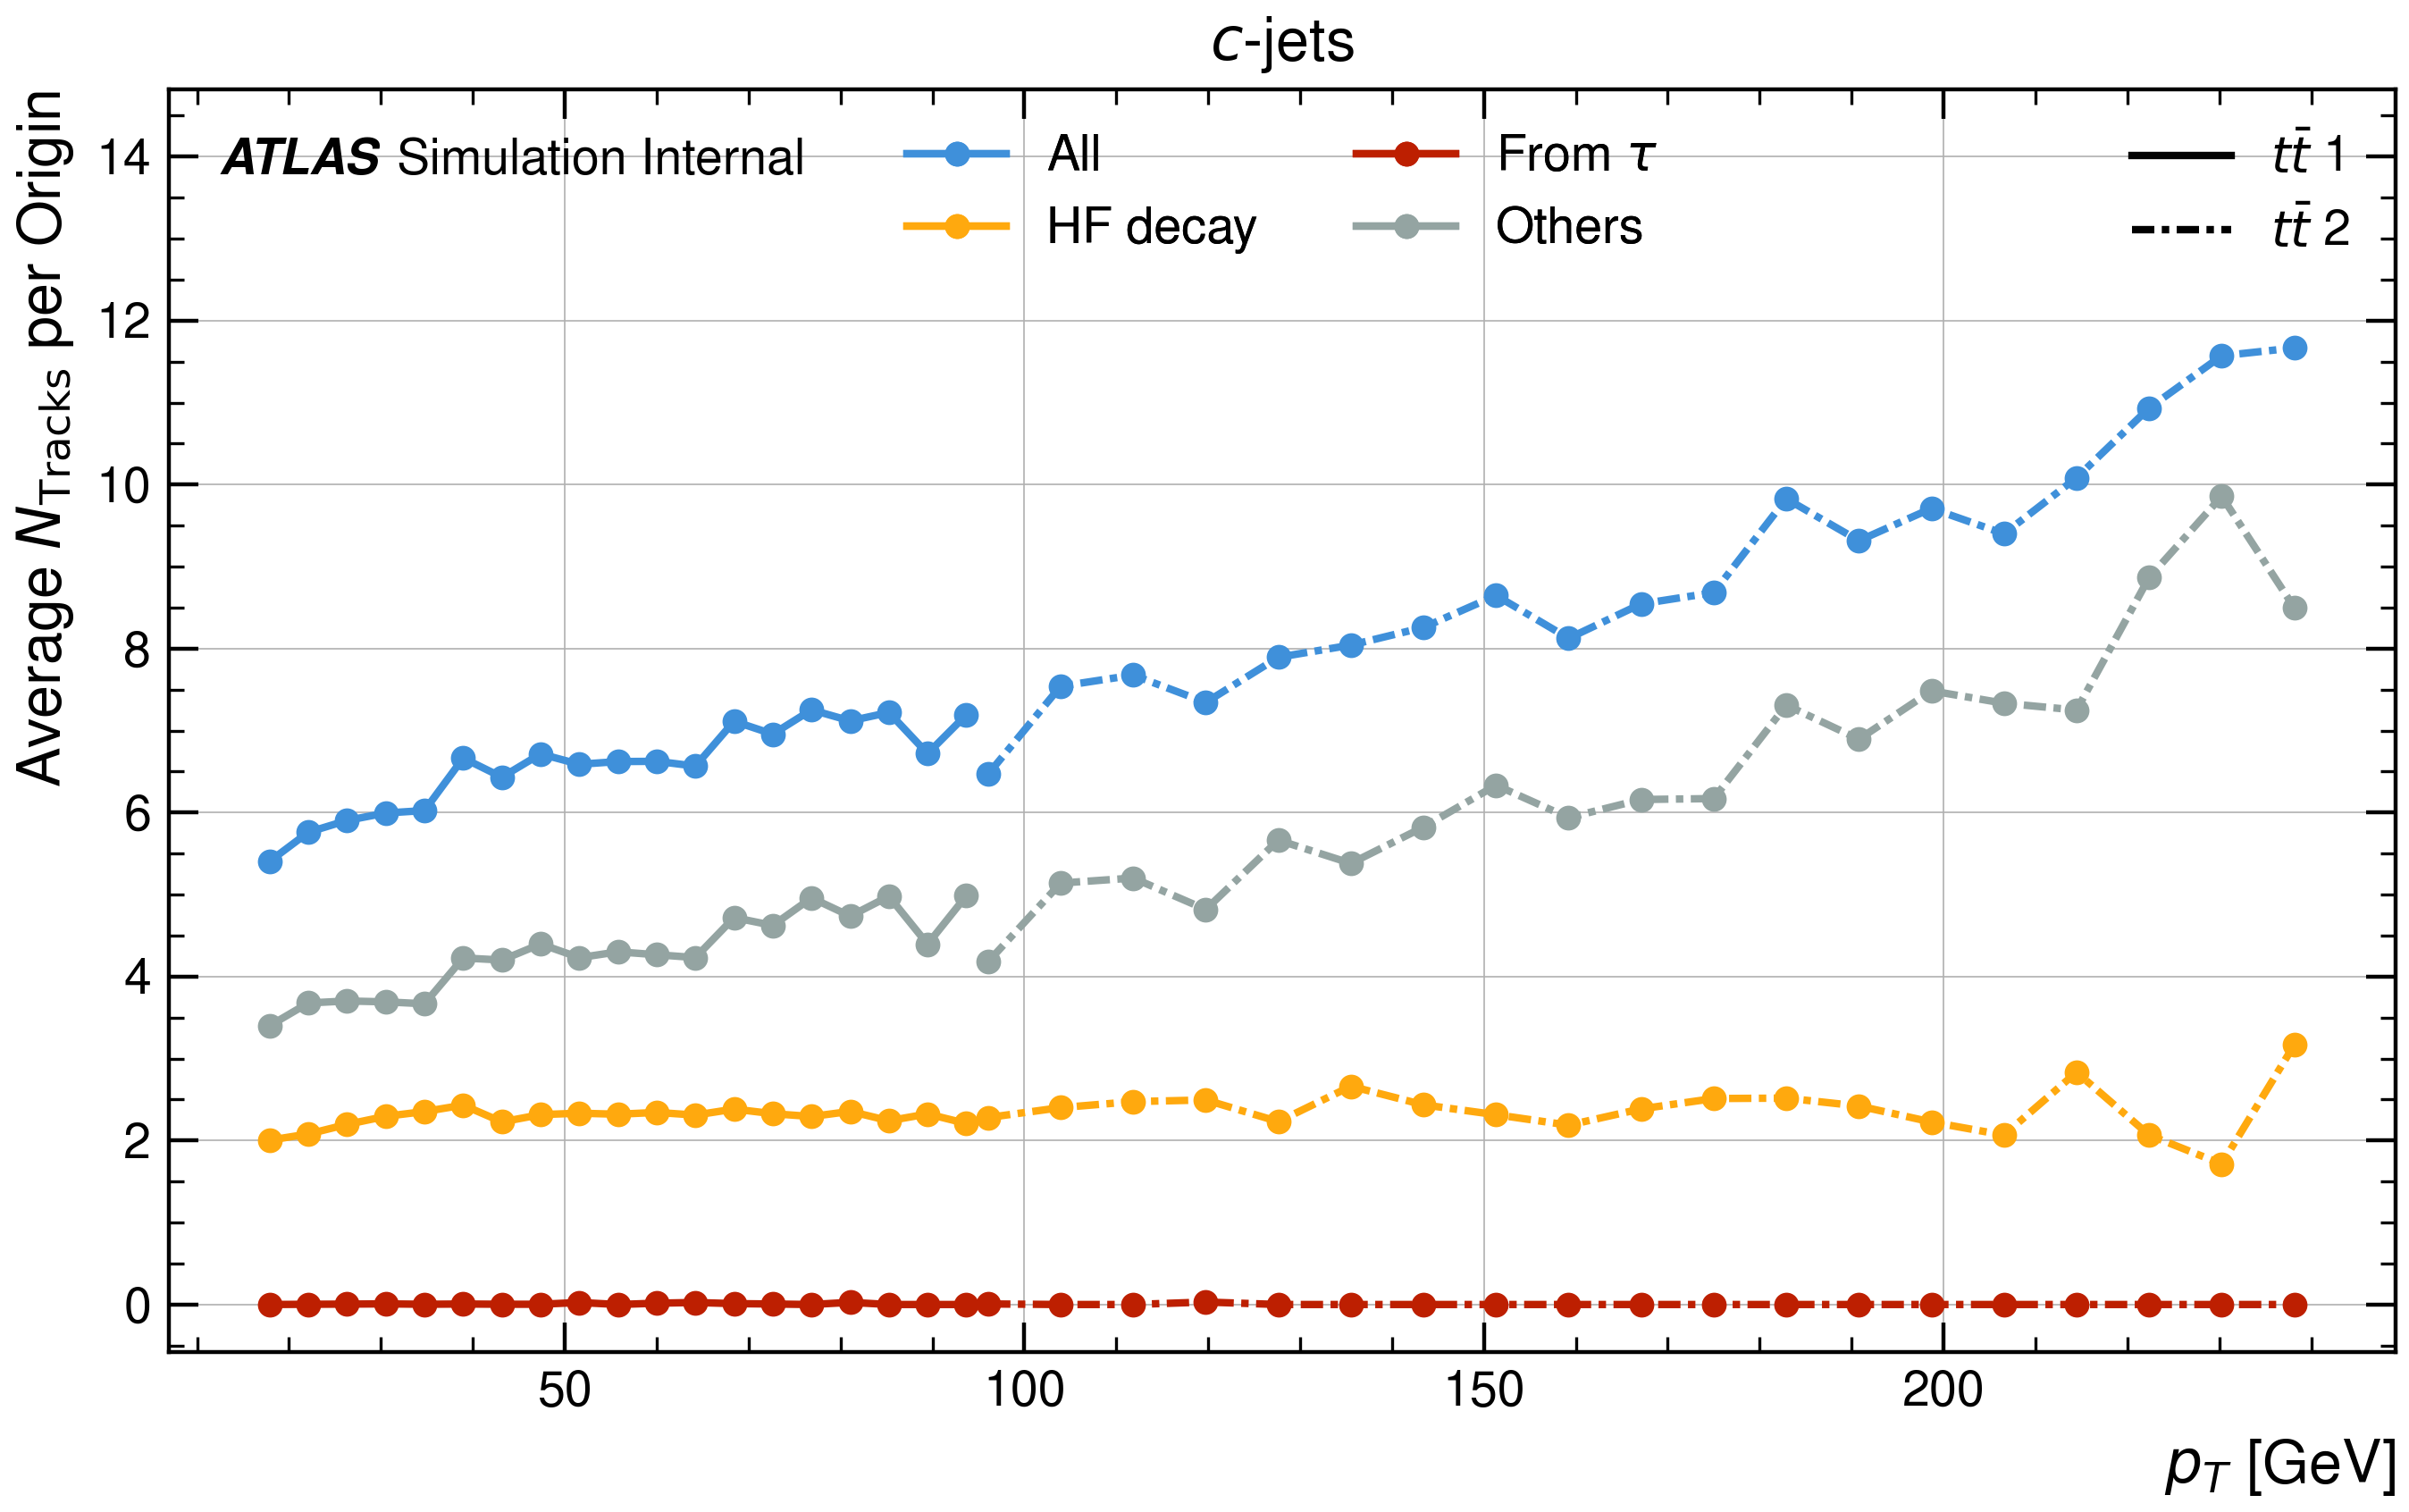 c-jets
ATLAS Simulation Internal
All
HF decay
From τ
Others
tt̄ 1
tt̄ 2
Average N_Tracks per Origin
14
12
10
8
6
4
2
0
50 100 150 200
p_T [GeV]